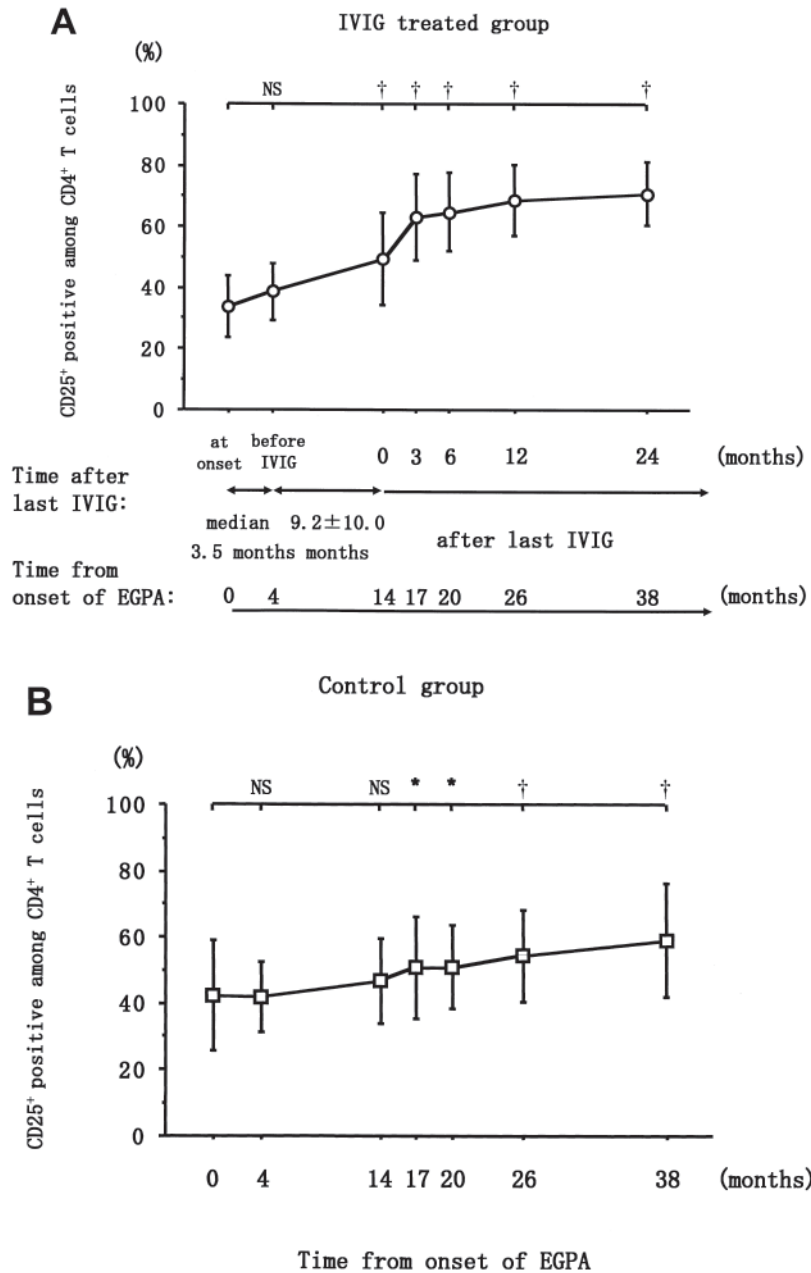 A
IVIG treated group
(%)
CD25⁺ positive among CD4⁺ T cells
NS † † † † †
100
80
60
40
20
0
at onset
before IVIG
0 3 6 12 24 (months)
Time after
last IVIG:
median 9.2±10.0
3.5 months months
after last IVIG
Time from
onset of EGPA: 0 4 14 17 20 26 38 (months)
B
Control group
(%)
CD25⁺ positive among CD4⁺ T cells
NS NS * * † †
100
80
60
40
20
0
0 4 14 17 20 26 38 (months)
Time from onset of EGPA